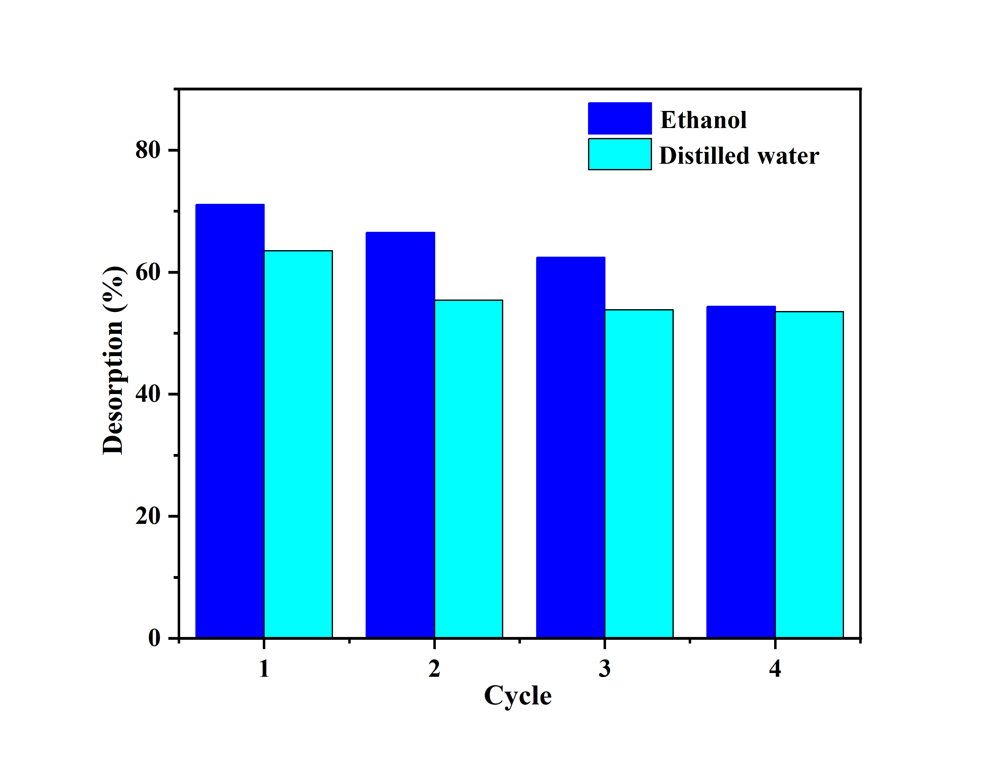 Ethanol
Distilled water
80
60
40
20
0
Desorption (%)
1 2 3 4
Cycle